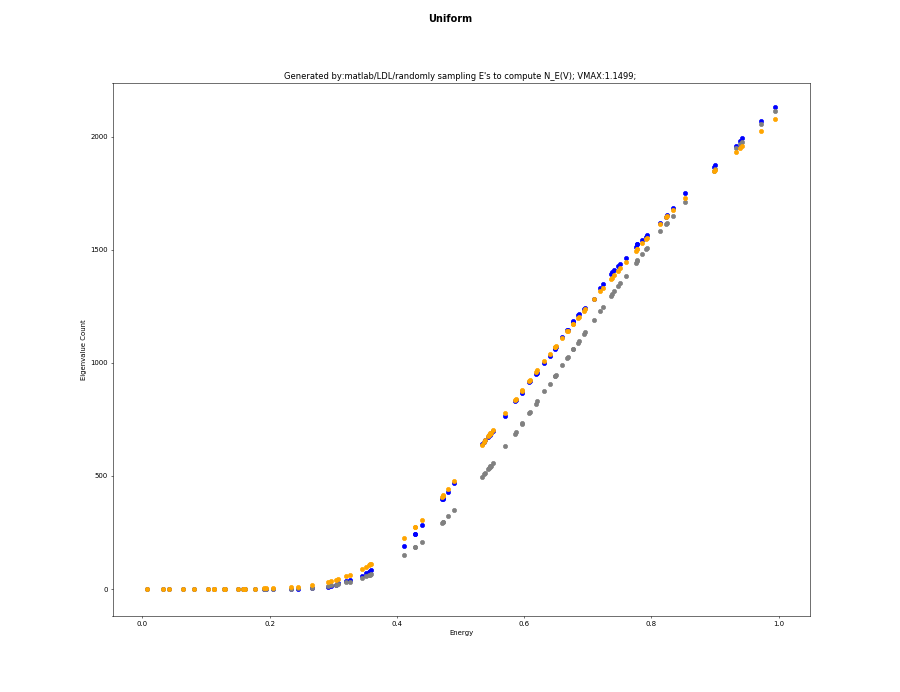 Uniform
Generated by:matlab/LDL/randomly sampling E's to compute N_E(V); VMAX:1.1499;
2000
1500
1000
500
0
Eigenvalue Count
0.0 0.2 0.4 0.6 0.8 1.0
Energy